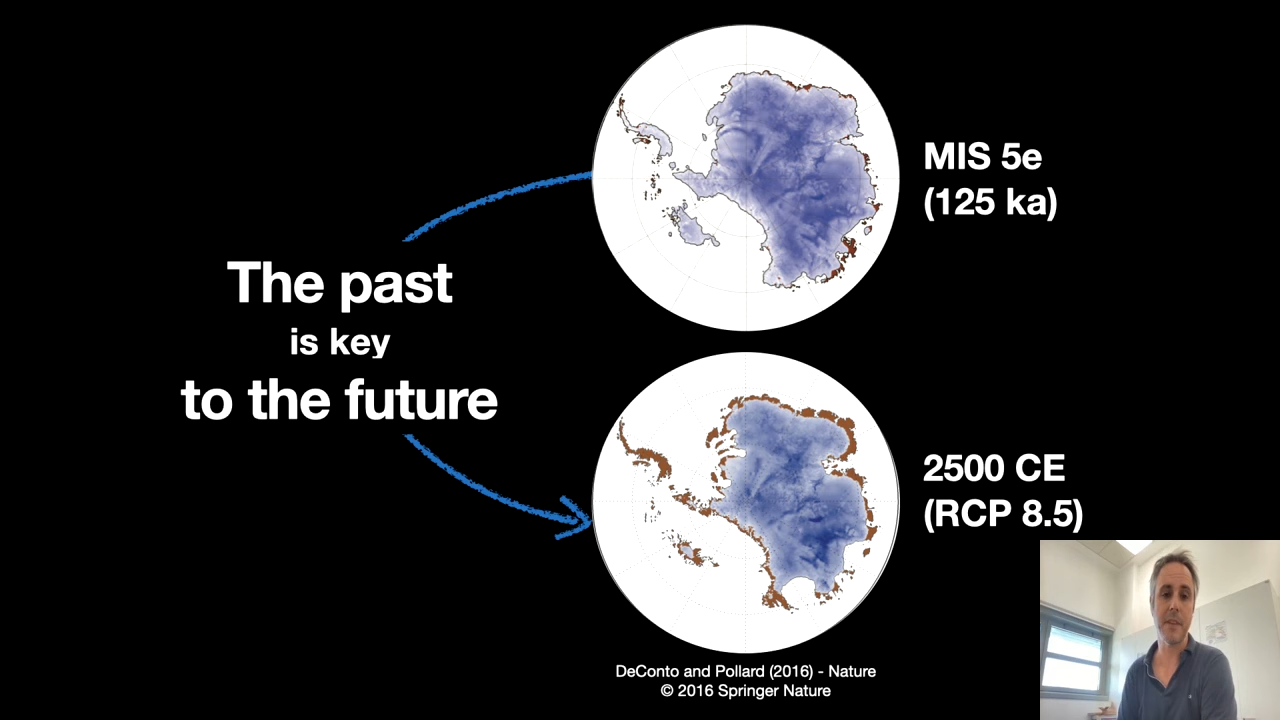 The past
is key
to the future
MIS 5e
(125 ka)
2500 CE
(RCP 8.5)
DeConto and Pollard (2016) - Nature
© 2016 Springer Nature